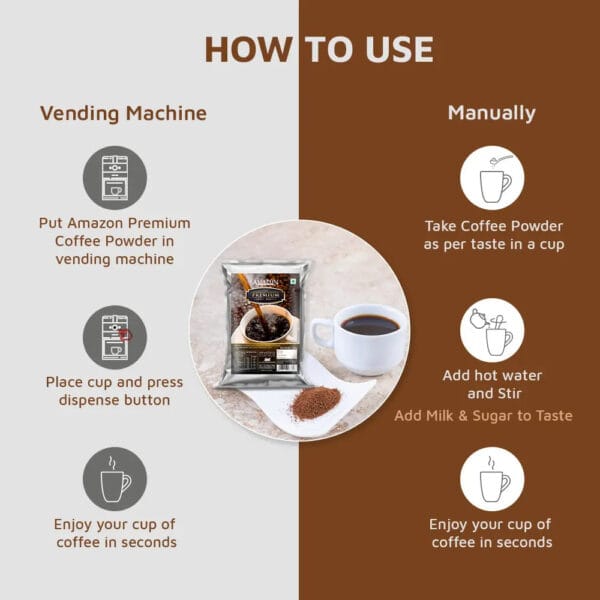 HOW TO USE
Vending Machine
Put Amazon Premium
Coffee Powder in
vending machine
Place cup and press
dispense button
Enjoy your cup of
coffee in seconds
AMAZON
PREMIUM
Manually
Take Coffee Powder
as per taste in a cup
Add hot water
and Stir
Add Milk & Sugar to Taste
Enjoy your cup of
coffee in seconds